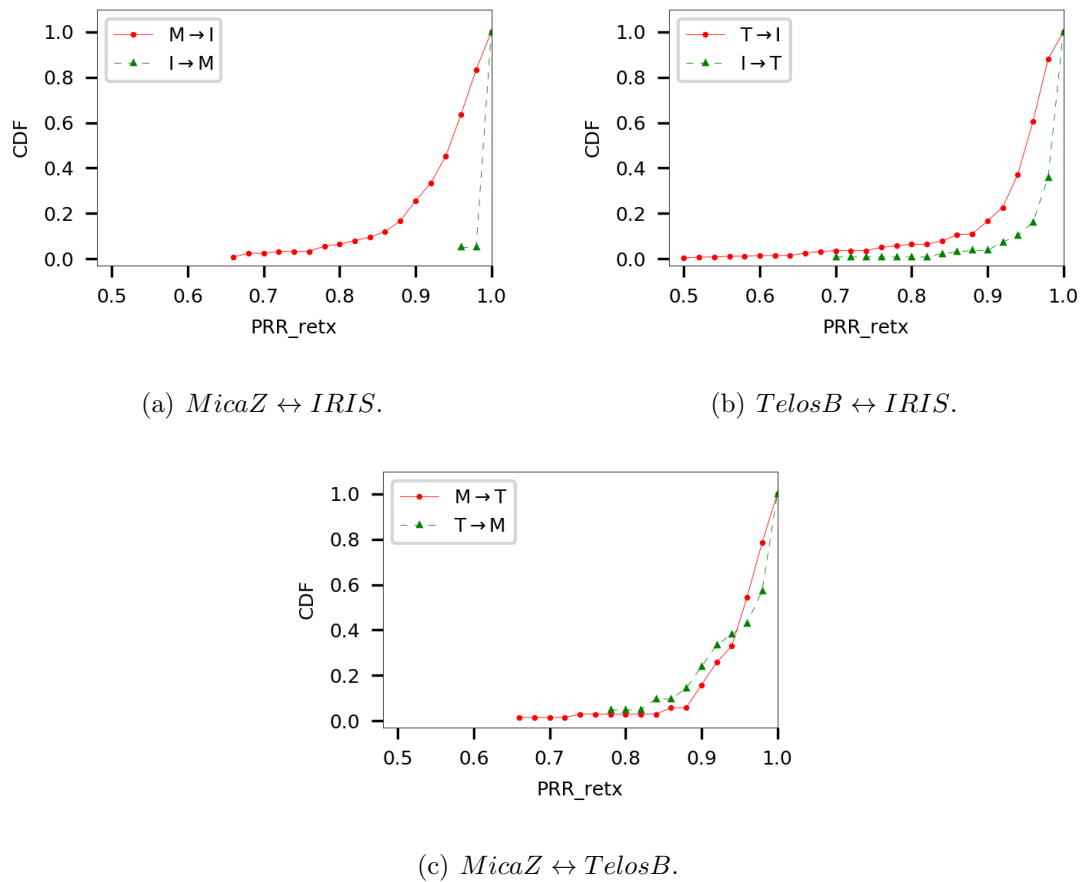 1.0
0.8
0.6
0.4
0.2
0.0
CDF
M→I
I→M
0.5 0.6 0.7 0.8 0.9 1.0
PRR_retx
(a) MicaZ ↔ IRIS.
1.0
0.8
0.6
0.4
0.2
0.0
CDF
T→I
I→T
0.5 0.6 0.7 0.8 0.9 1.0
PRR_retx
(b) TelosB ↔ IRIS.
1.0
0.8
0.6
0.4
0.2
0.0
CDF
M→T
T→M
0.5 0.6 0.7 0.8 0.9 1.0
PRR_retx
(c) MicaZ ↔ TelosB.